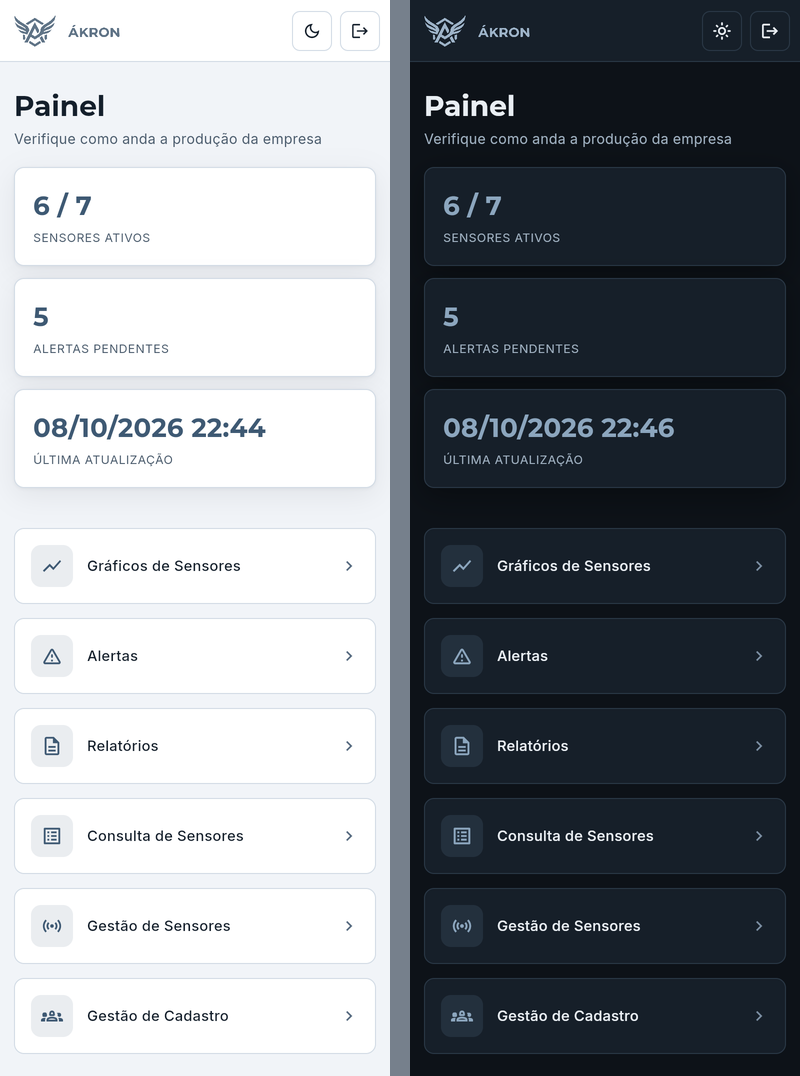 ÁKRON
Painel
Verifique como anda a produção da empresa
6 / 7
SENSORES ATIVOS
5
ALERTAS PENDENTES
08/10/2026 22:44
ÚLTIMA ATUALIZAÇÃO
Gráficos de Sensores
Alertas
Relatórios
Consulta de Sensores
Gestão de Sensores
Gestão de Cadastro
ÁKRON
Painel
Verifique como anda a produção da empresa
6 / 7
SENSORES ATIVOS
5
ALERTAS PENDENTES
08/10/2026 22:46
ÚLTIMA ATUALIZAÇÃO
Gráficos de Sensores
Alertas
Relatórios
Consulta de Sensores
Gestão de Sensores
Gestão de Cadastro